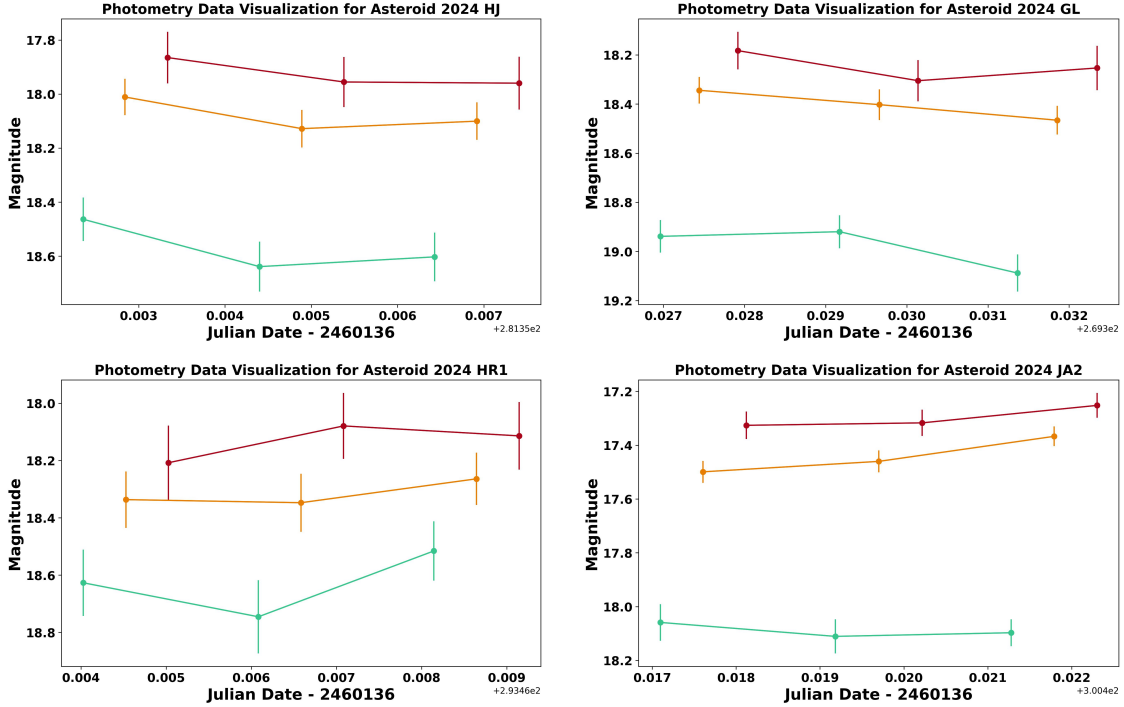 Photometry Data Visualization for Asteroid 2024 HJ
17.8
18.0
18.2
18.4
18.6
Magnitude
0.003 0.004 0.005 0.006 0.007
Julian Date - 2460136
+2.8135e2
Photometry Data Visualization for Asteroid 2024 GL
18.2
18.4
18.6
18.8
19.0
19.2
Magnitude
0.027 0.028 0.029 0.030 0.031 0.032
Julian Date - 2460136
+2.693e2
Photometry Data Visualization for Asteroid 2024 HR1
18.0
18.2
18.4
18.6
18.8
Magnitude
0.004 0.005 0.006 0.007 0.008 0.009
Julian Date - 2460136
+2.9346e2
Photometry Data Visualization for Asteroid 2024 JA2
17.2
17.4
17.6
17.8
18.0
18.2
Magnitude
0.017 0.018 0.019 0.020 0.021 0.022
Julian Date - 2460136
+3.004e2